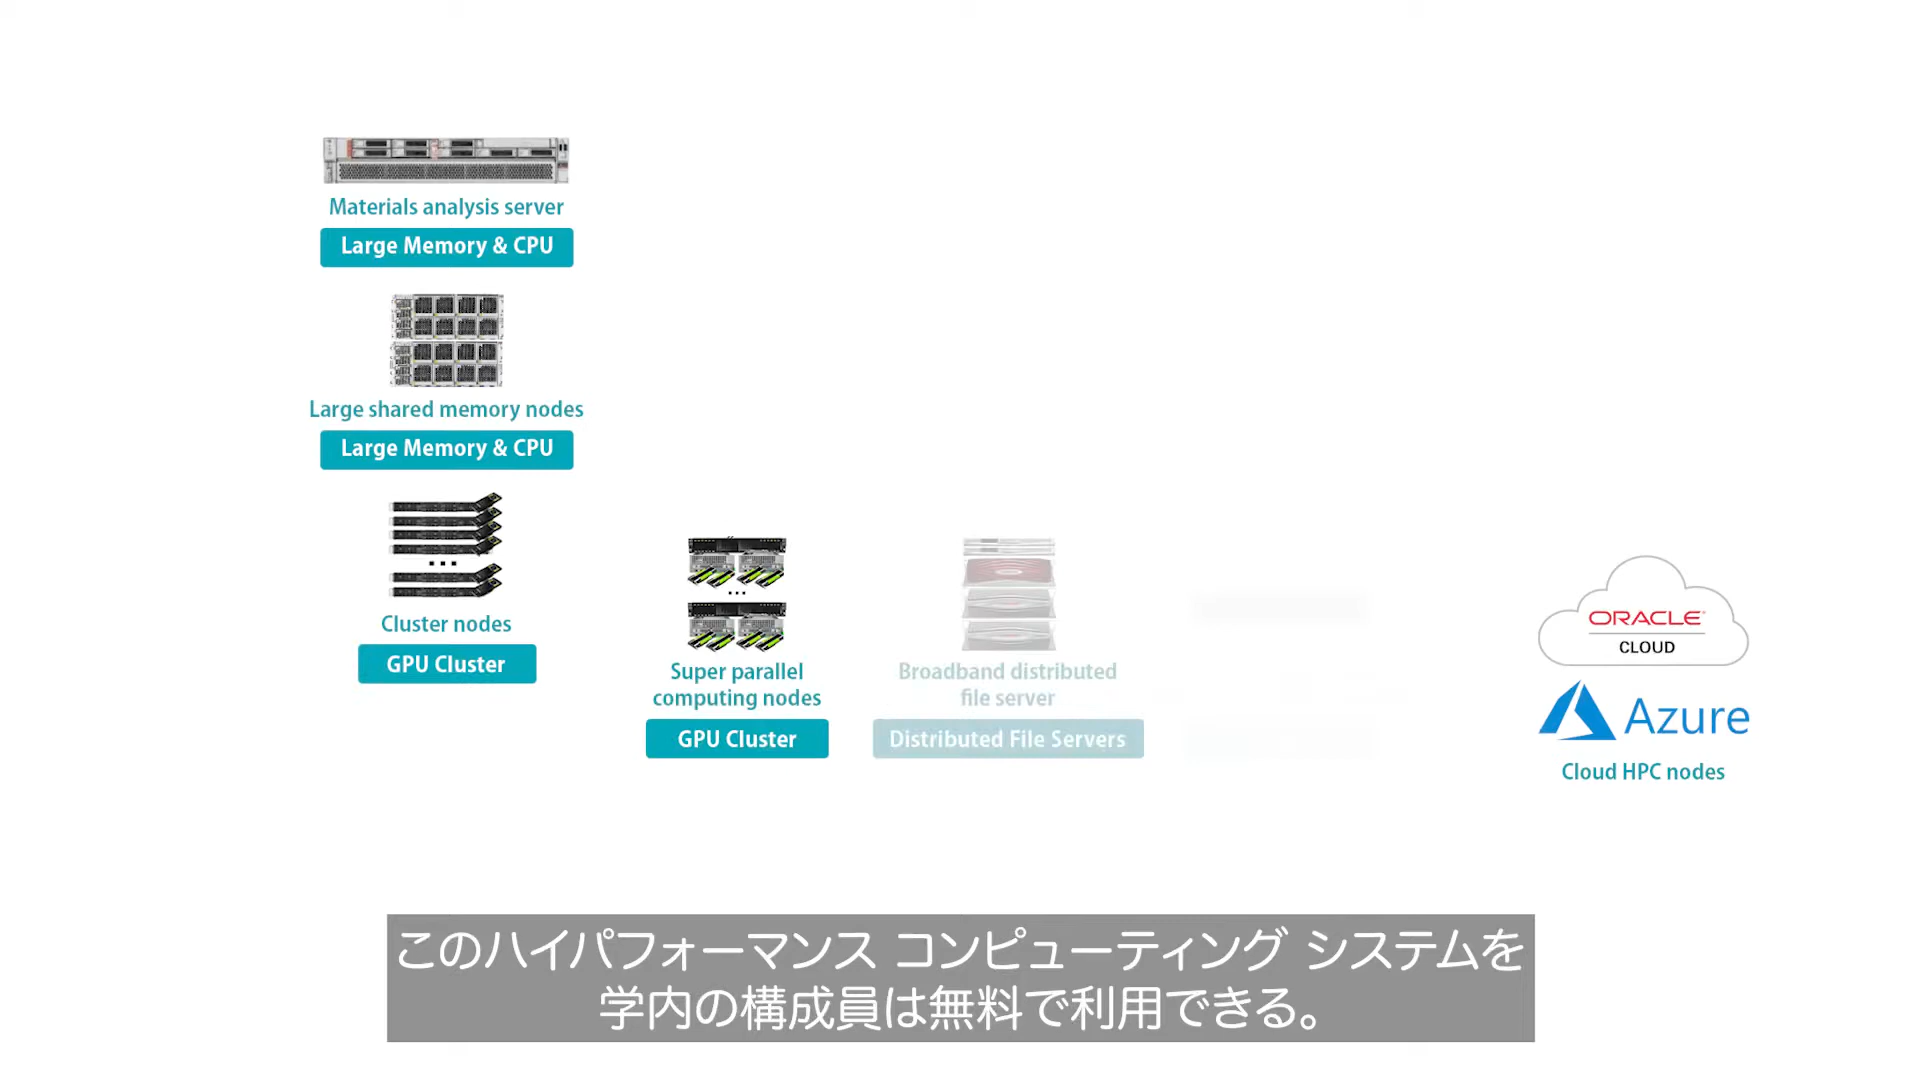 Materials analysis server
Large Memory & CPU
Large shared memory nodes
Large Memory & CPU
Cluster nodes
GPU Cluster
Super parallel
computing nodes
GPU Cluster
Broadband distributed
file server
Distributed File Servers
ORACLE
CLOUD
Azure
Cloud HPC nodes
このハイパフォーマンス コンピューティング システムを
学内の構成員は無料で利用できる。